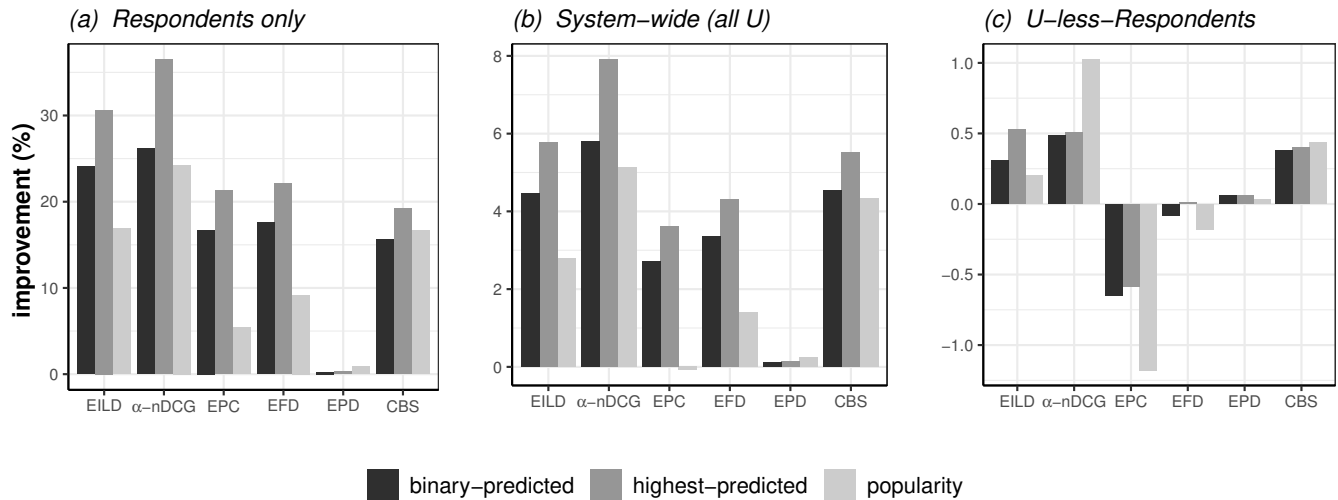 (a) Respondents only
(b) System−wide (all U)
(c) U−less−Respondents
improvement (%)
30
20
10
0
EILD α−nDCG EPC EFD EPD CBS
8
6
4
2
0
EILD α−nDCG EPC EFD EPD CBS
1.0
0.5
0.0
−0.5
−1.0
EILD α−nDCG EPC EFD EPD CBS
binary−predicted highest−predicted popularity